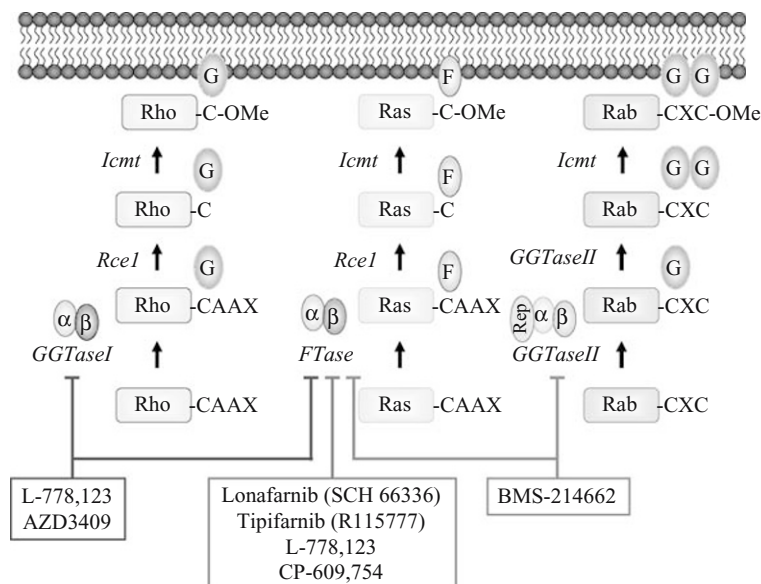 G F G G
Rho -C-OMe Ras -C-OMe Rab -CXC-OMe
Icmt G Icmt F Icmt G G
Rho -C Ras -C Rab -CXC
Rce1 G Rce1 F GGTaseII G
Rho -CAAX Ras -CAAX Rab -CXC
α β α β Rep α β
GGTaseI FTase GGTaseII
Rho -CAAX Ras -CAAX Rab -CXC
L-778,123
AZD3409
Lonafarnib (SCH 66336)
Tipifarnib (R115777)
L-778,123
CP-609,754
BMS-214662